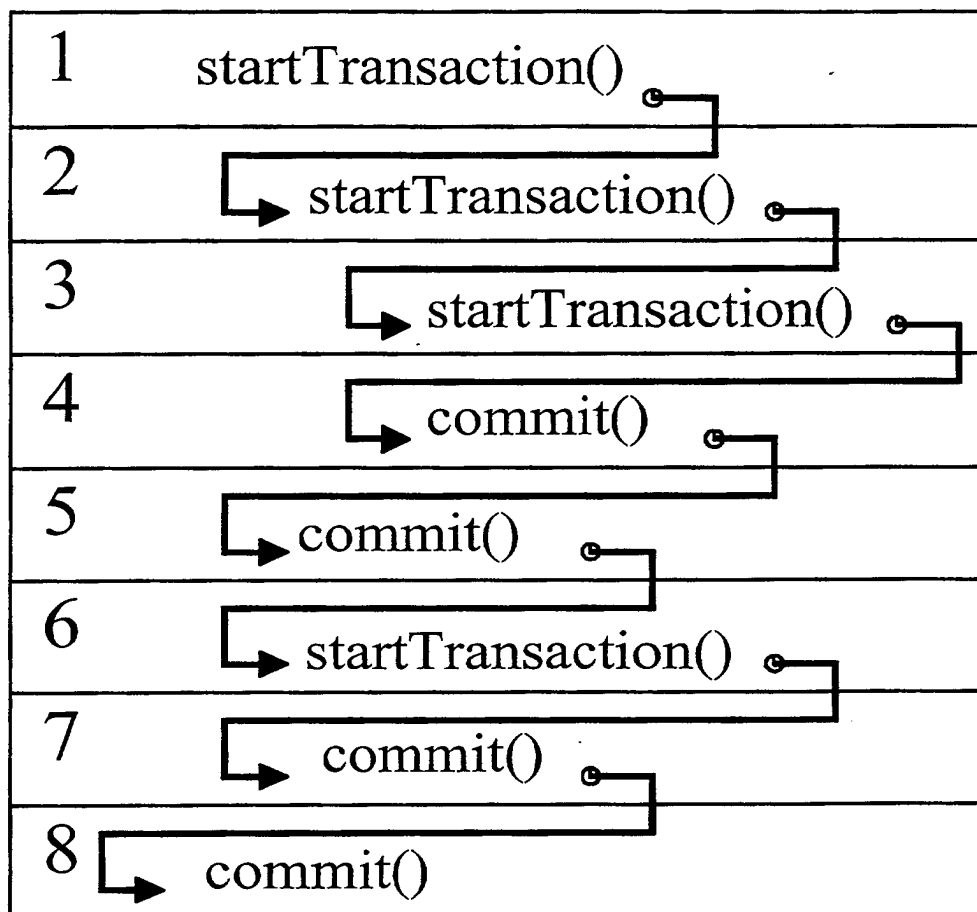 1 startTransaction()
2 startTransaction()
3 startTransaction()
4 commit()
5 commit()
6 startTransaction()
7 commit()
8 commit()